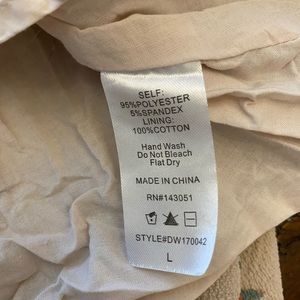 SELF:
95%POLYESTER
5%SPANDEX
LINING:
100%COTTON
Hand Wash
Do Not Bleach
Flat Dry
MADE IN CHINA
RN#143051
STYLE#DW170042
L